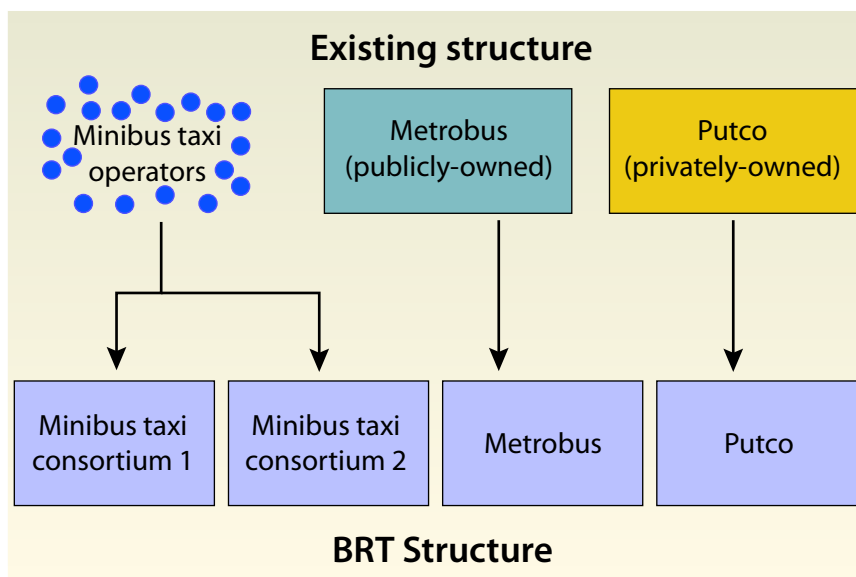 Existing structure
Minibus taxi
operators
Metrobus
(publicly-owned)
Putco
(privately-owned)
Minibus taxi
consortium 1
Minibus taxi
consortium 2
Metrobus
Putco
BRT Structure